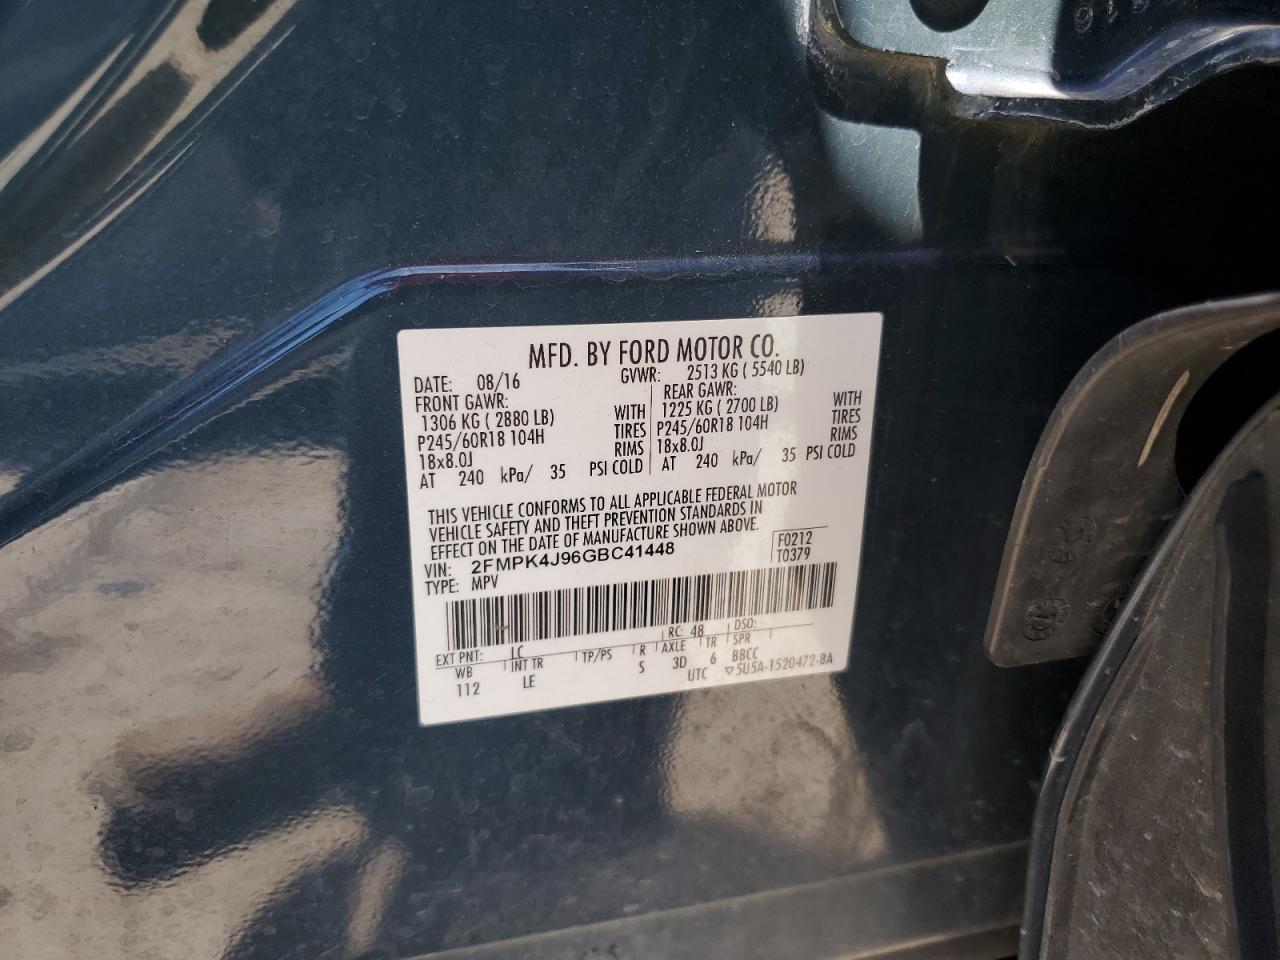 MFD. BY FORD MOTOR CO.
DATE: 08/16 GVWR: 2513 KG ( 5540 LB)
FRONT GAWR: REAR GAWR:
1306 KG ( 2880 LB) WITH 1225 KG ( 2700 LB) WITH
P245/60R18 104H TIRES P245/60R18 104H TIRES
18x8.0J RIMS 18x8.0J RIMS
AT 240 kPa/ 35 PSI COLD AT 240 kPa/ 35 PSI COLD
THIS VEHICLE CONFORMS TO ALL APPLICABLE FEDERAL MOTOR
VEHICLE SAFETY AND THEFT PREVENTION STANDARDS IN
EFFECT ON THE DATE OF MANUFACTURE SHOWN ABOVE.
VIN: 2FMPK4J96GBC41448 F0212
TYPE: MPV T0379
EXT PNT: LC RC: 48 DSO:
WB INT TR TP/PS R AXLE TR SPR
112 LE S 3D 6 BBCC
UTC ▽5U5A-1520472-BA